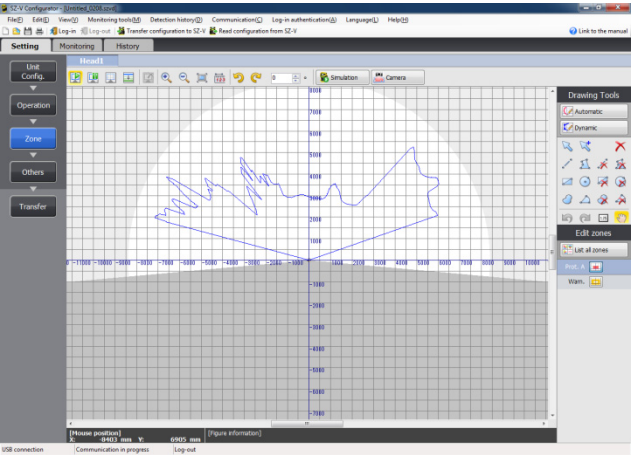 SZ-V Configurator - [Untitled_0208.szvd]
File(F) Edit(E) View(V) Monitoring tools(M) Detection history(D) Communication(C) Log-in authentication(A) Language(L) Help(H)
Log-in Log-out Transfer configuration to SZ-V Read configuration from SZ-V Link to the manual
Setting Monitoring History
Head1
Unit
Config.
Operation
Zone
Others
Transfer
0 Simulation Camera
Drawing Tools
Automatic
Dynamic
Edit zones
List all zones
Prot. A
Warn.
8000
7000
6000
5000
4000
3000
2000
1000
-11000 -10000 -9000 -8000 -7000 -6000 -5000 -4000 -3000 -2000 -1000 1000 2000 3000 4000 5000 6000 7000 8000 9000 10000
-1000
-2000
-3000
-4000
-5000
-6000
-7000
[Mouse position] [Figure information]
X: -8403 mm Y: 6905 mm
USB connection Communication in progress Log-out